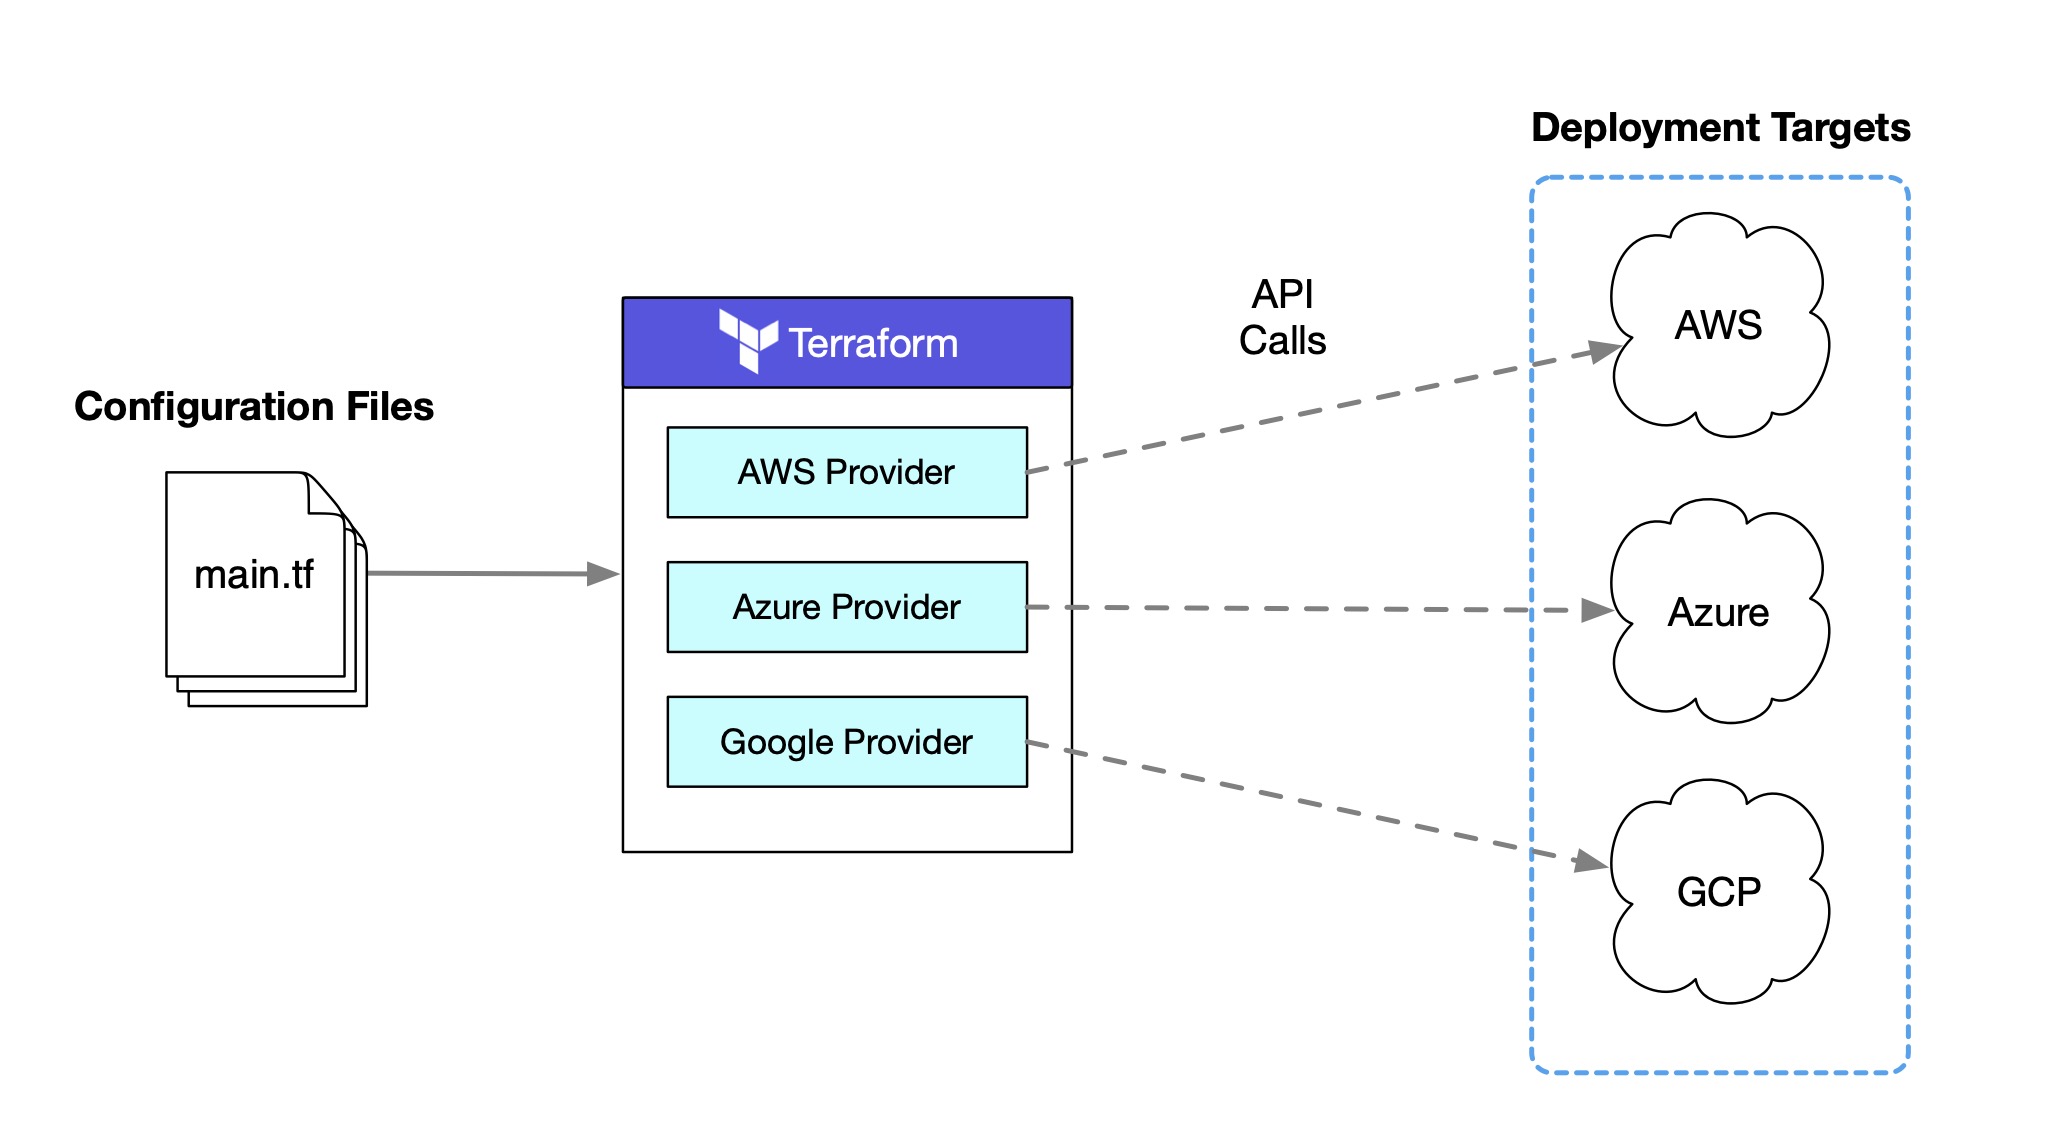 Deployment Targets
AWS
API
Calls
Terraform
Configuration Files
AWS Provider
main.tf
Azure Provider
Azure
Google Provider
GCP